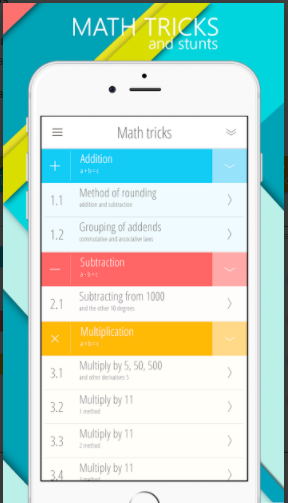 MATH TRICKS
and stunts
Math tricks
+ Addition
a + b = c
1.1 Method of rounding
addition and subtraction
1.2 Grouping of addends
commutative and associative laws
− Subtraction
a - b = c
2.1 Subtracting from 1000
and the other 10 degrees
× Multiplication
3.1 Multiply by 5, 50, 500
and other derivatives 5
3.2 Multiply by 11
1 method
3.3 Multiply by 11
2 method
3.4 Multiply by 11